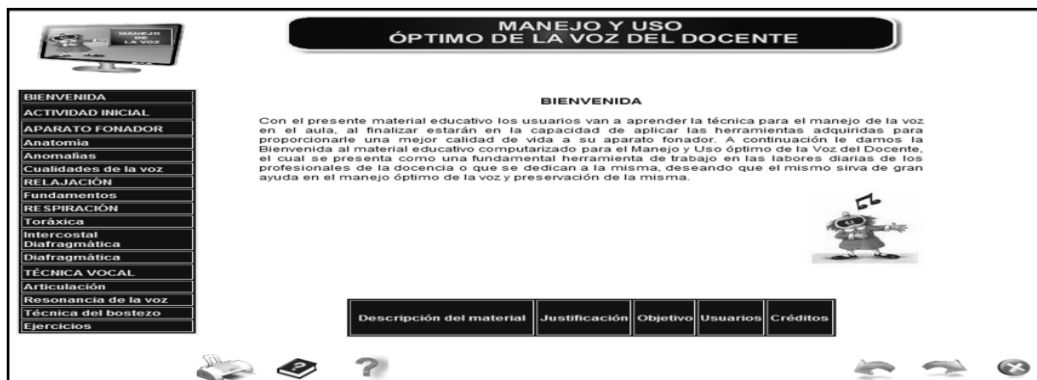 MANEJO
DE
LA VOZ
MANEJO Y USO
ÓPTIMO DE LA VOZ DEL DOCENTE
BIENVENIDA
ACTIVIDAD INICIAL
APARATO FONADOR
Anatomia
Anomalias
Cualidades de la voz
RELAJACIÓN
Fundamentos
RESPIRACIÓN
Toráxica
Intercostal
Diafragmática
Diafragmática
TÉCNICA VOCAL
Articulación
Resonancia de la voz
Técnica del bostezo
Ejercicios
BIENVENIDA
Con el presente material educativo los usuarios van a aprender la técnica para el manejo de la voz
en el aula, al finalizar estarán en la capacidad de aplicar las herramientas adquiridas para
proporcionarle una mejor calidad de vida a su aparato fonador. A continuación le damos la
Bienvenida al material educativo computarizado para el Manejo y Uso óptimo de la Voz del Docente,
el cual se presenta como una fundamental herramienta de trabajo en las labores diarias de los
profesionales de la docencia o que se dedican a la misma, deseando que el mismo sirva de gran
ayuda en el manejo óptimo de la voz y preservación de la misma.
Descripción del material Justificación Objetivo Usuarios Créditos